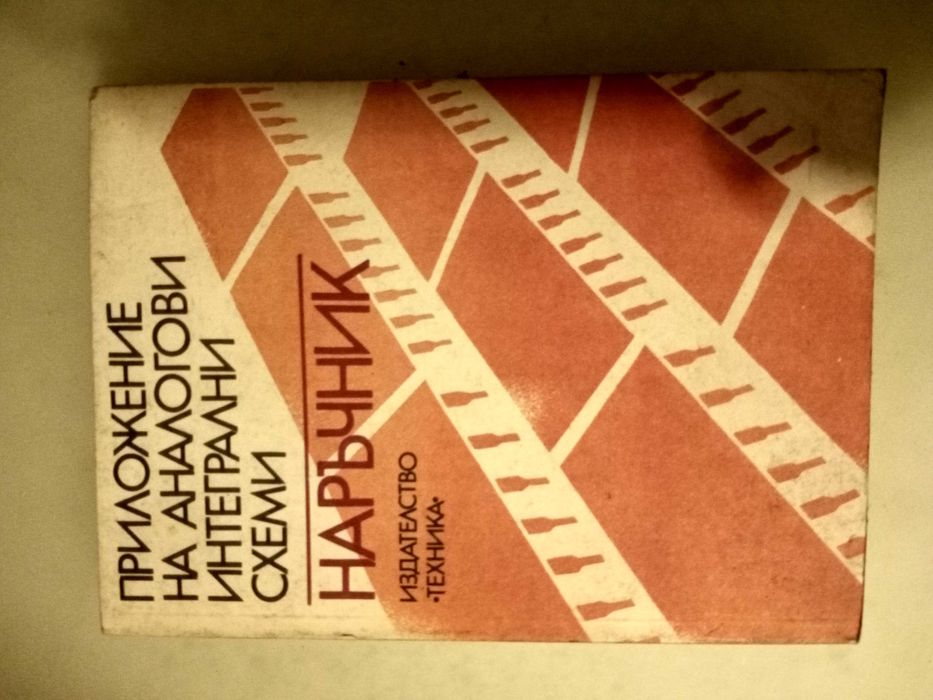 ПРИЛОЖЕНИЕ
НА АНАЛОГОВИ
ИНТЕГРАЛНИ
СХЕМИ
НАРЪЧНИК
ИЗДАТЕЛСТВО
•ТЕХНИКА•